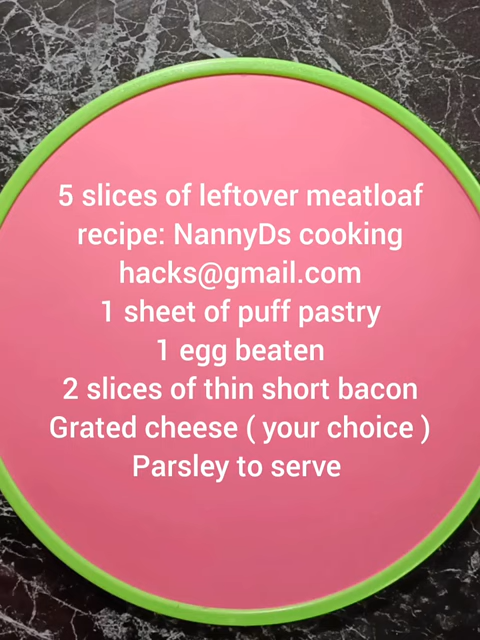 5 slices of leftover meatloaf
recipe: NannyDs cooking
hacks@gmail.com
1 sheet of puff pastry
1 egg beaten
2 slices of thin short bacon
Grated cheese ( your choice )
Parsley to serve